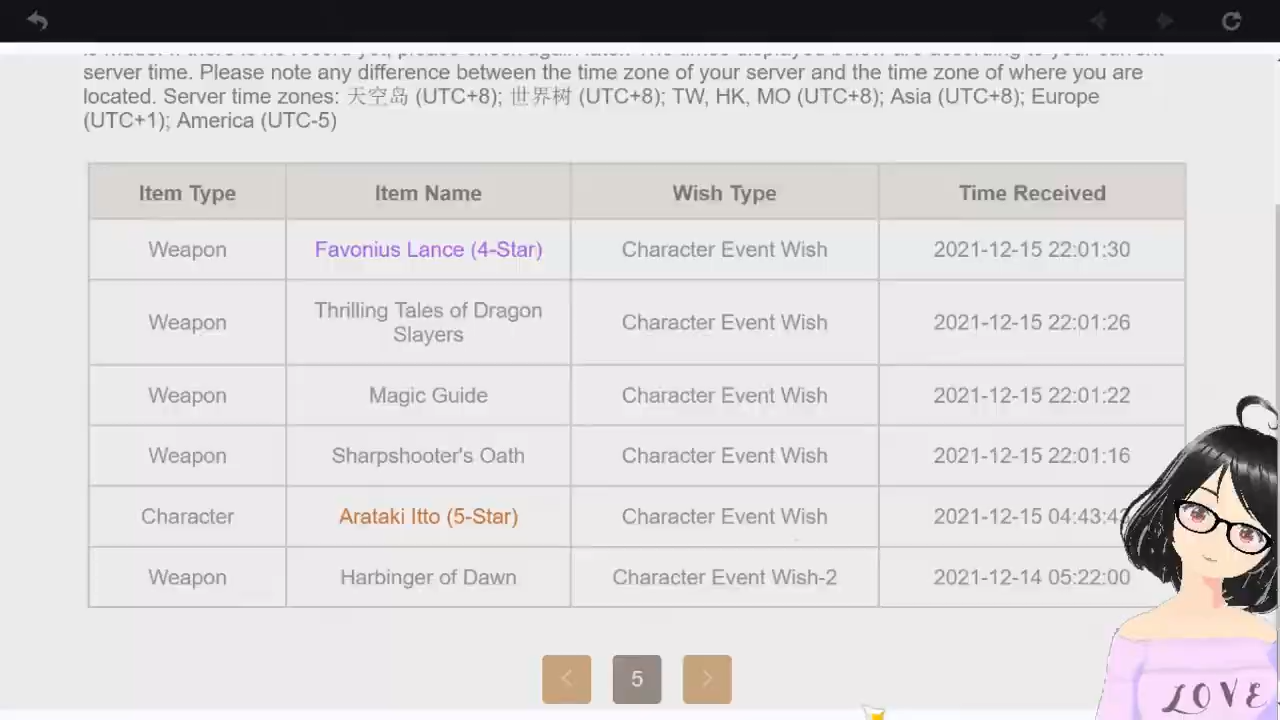 server time. Please note any difference between the time zone of your server and the time zone of where you are
located. Server time zones: 天空岛 (UTC+8); 世界树 (UTC+8); TW, HK, MO (UTC+8); Asia (UTC+8); Europe
(UTC+1); America (UTC-5)
Item Type Item Name Wish Type Time Received
Weapon Favonius Lance (4-Star) Character Event Wish 2021-12-15 22:01:30
Weapon Thrilling Tales of Dragon
Slayers Character Event Wish 2021-12-15 22:01:26
Weapon Magic Guide Character Event Wish 2021-12-15 22:01:22
Weapon Sharpshooter's Oath Character Event Wish 2021-12-15 22:01:16
Character Arataki Itto (5-Star) Character Event Wish 2021-12-15
Weapon Harbinger of Dawn Character Event Wish-2 2021-12-14 05:22:00
5
LOVE